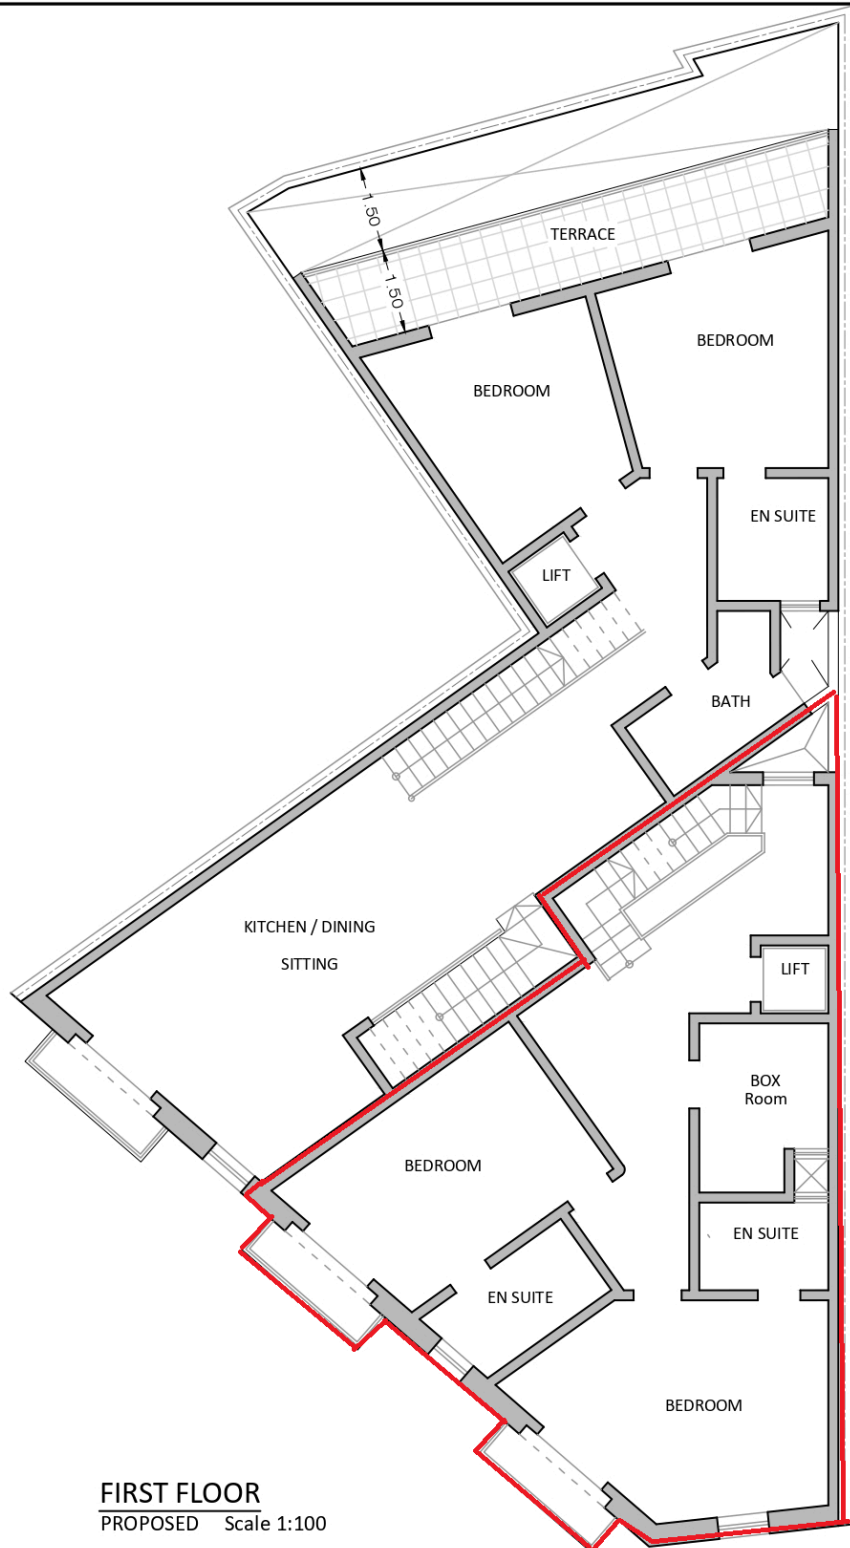 1.50
TERRACE
1.50
BEDROOM
BEDROOM
EN SUITE
LIFT
BATH
KITCHEN / DINING
SITTING
LIFT
BOX
Room
BEDROOM
EN SUITE
EN SUITE
BEDROOM
FIRST FLOOR
PROPOSED Scale 1:100